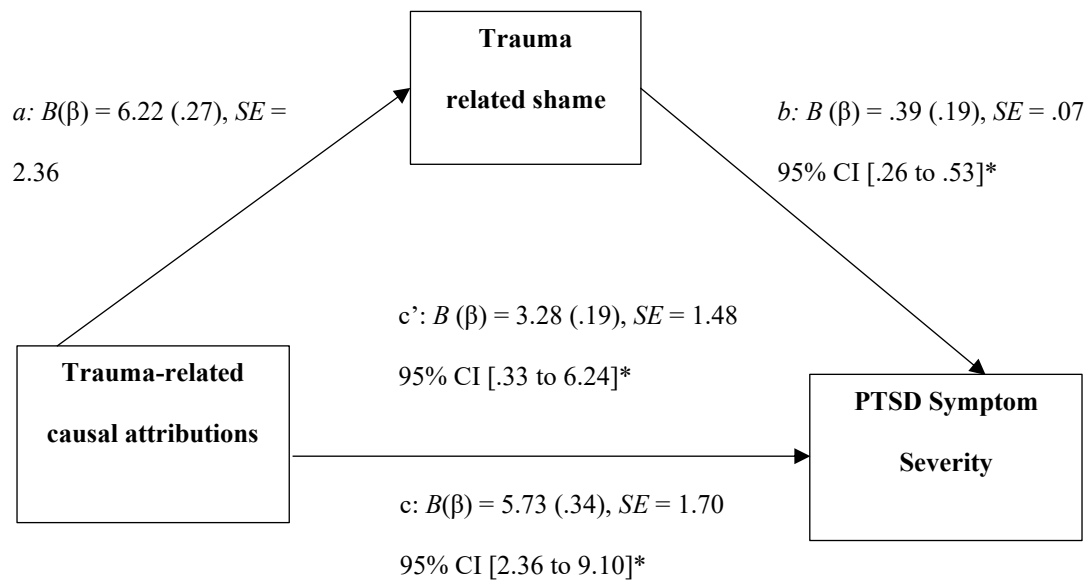 Trauma
related shame
a: B(β) = 6.22 (.27), SE =
2.36
b: B (β) = .39 (.19), SE = .07
95% CI [.26 to .53]*
c’: B (β) = 3.28 (.19), SE = 1.48
95% CI [.33 to 6.24]*
Trauma-related
causal attributions
PTSD Symptom
Severity
c: B(β) = 5.73 (.34), SE = 1.70
95% CI [2.36 to 9.10]*